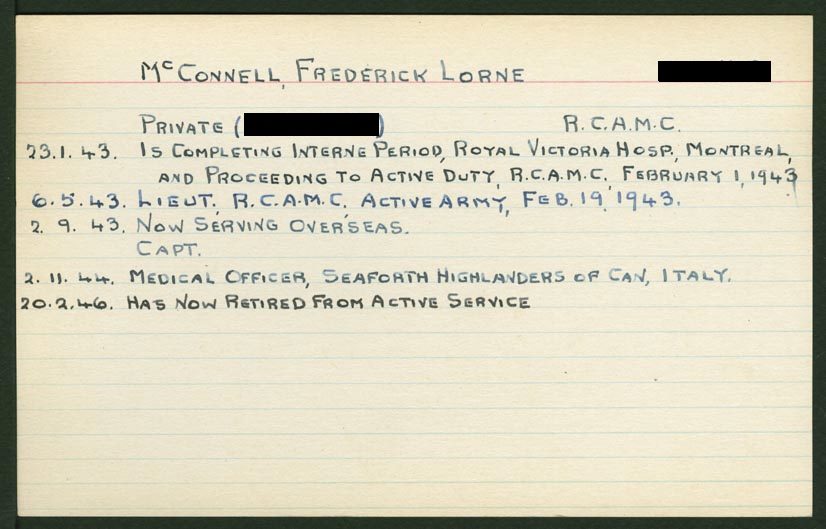 McCONNELL, FREDERICK LORNE
PRIVATE ( ) R.C.A.M.C.
23.1.43. IS COMPLETING INTERNE PERIOD, ROYAL VICTORIA HOSP., MONTREAL,
AND PROCEEDING TO ACTIVE DUTY, R.C.A.M.C. FEBRUARY 1, 1943
6.5.43. LIEUT. R.C.A.M.C. ACTIVE ARMY, FEB. 19, 1943.
2.9.43. NOW SERVING OVERSEAS.
CAPT.
2.11.44. MEDICAL OFFICER, SEAFORTH HIGHLANDERS OF CAN, ITALY.
20.2.46. HAS NOW RETIRED FROM ACTIVE SERVICE